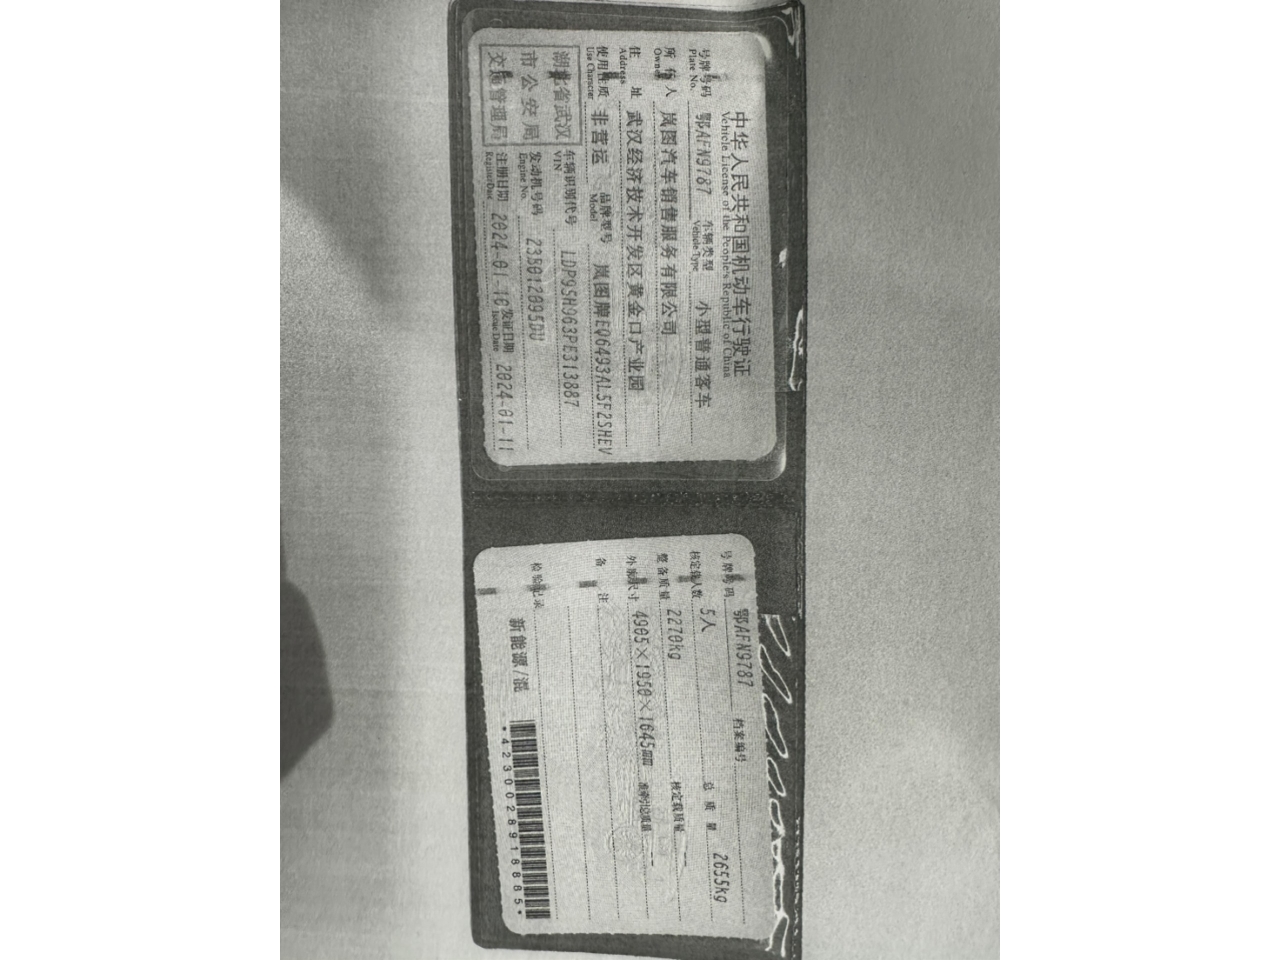 中华人民共和国机动车行驶证
Vehicle License of the People's Republic of China
号牌号码 鄂AFN9787 车辆类型 小型普通客车
Plate No. Vehicle Type
所有人 岚图汽车销售服务有限公司
Owner
住址 武汉经济技术开发区黄金口产业园
Address
使用性质 非营运 品牌型号 岚图牌EQ6493AL5F2SHEV
Use Character Model
湖北省武汉
市公安局
交通管理局
车辆识别代号 LDP95H963PE313887
VIN
发动机号码 23B012095DU
Engine No.
注册日期 2024-01-10 发证日期 2024-01-11
Register Date Issue Date
号牌号码 鄂AFN9787 档案编号
核定载人数 5人 总质量 2655kg
整备质量 2270kg 核定载质量 --
外廓尺寸 4905×1950×1645mm 准牵引总质量 --
备注
检验记录
新能源/混
*4230028918885*